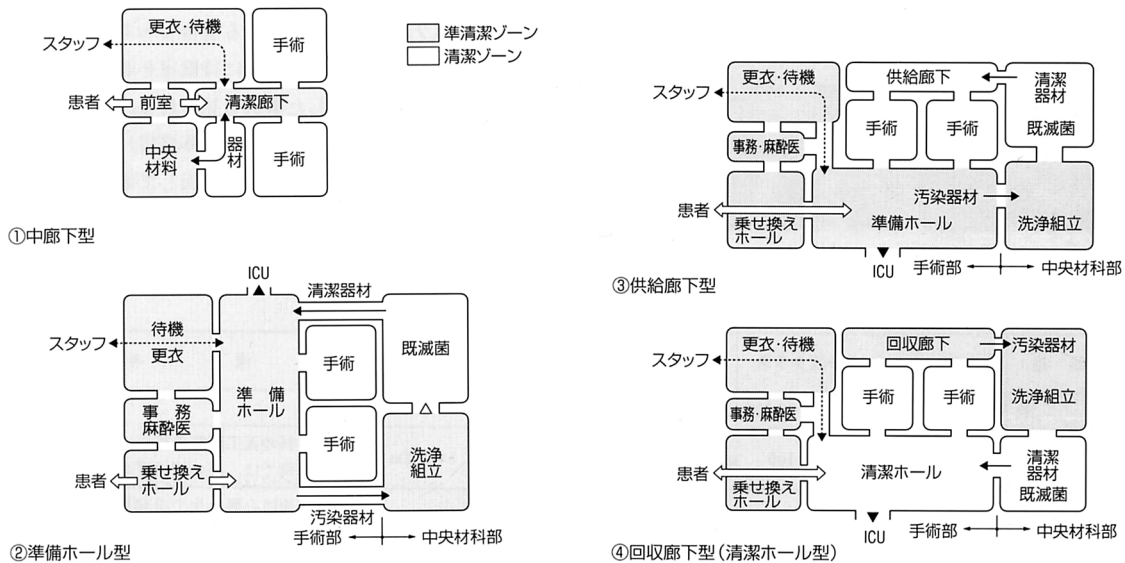 更衣・待機
スタッフ
手術
患者
前室
清潔廊下
中央
材料
器材
手術
①中廊下型
準清潔ゾーン
清潔ゾーン
ICU
清潔器材
待機
スタッフ
更衣
準備
ホール
手術
既滅菌
事務
麻酔医
手術
洗浄
組立
患者
乗せ換え
ホール
汚染器材
手術部
中央材科部
②準備ホール型
更衣・待機
スタッフ
供給廊下
清潔
器材
手術
手術
既滅菌
事務・麻酔医
汚染器材
患者
乗せ換え
ホール
準備ホール
洗浄組立
ICU
手術部
中央材科部
③供給廊下型
更衣・待機
スタッフ
回収廊下
汚染器材
手術
手術
洗浄組立
事務・麻酔医
患者
乗せ換え
ホール
清潔ホール
清潔
器材
既滅菌
ICU
手術部
中央材科部
④回収廊下型(清潔ホール型)